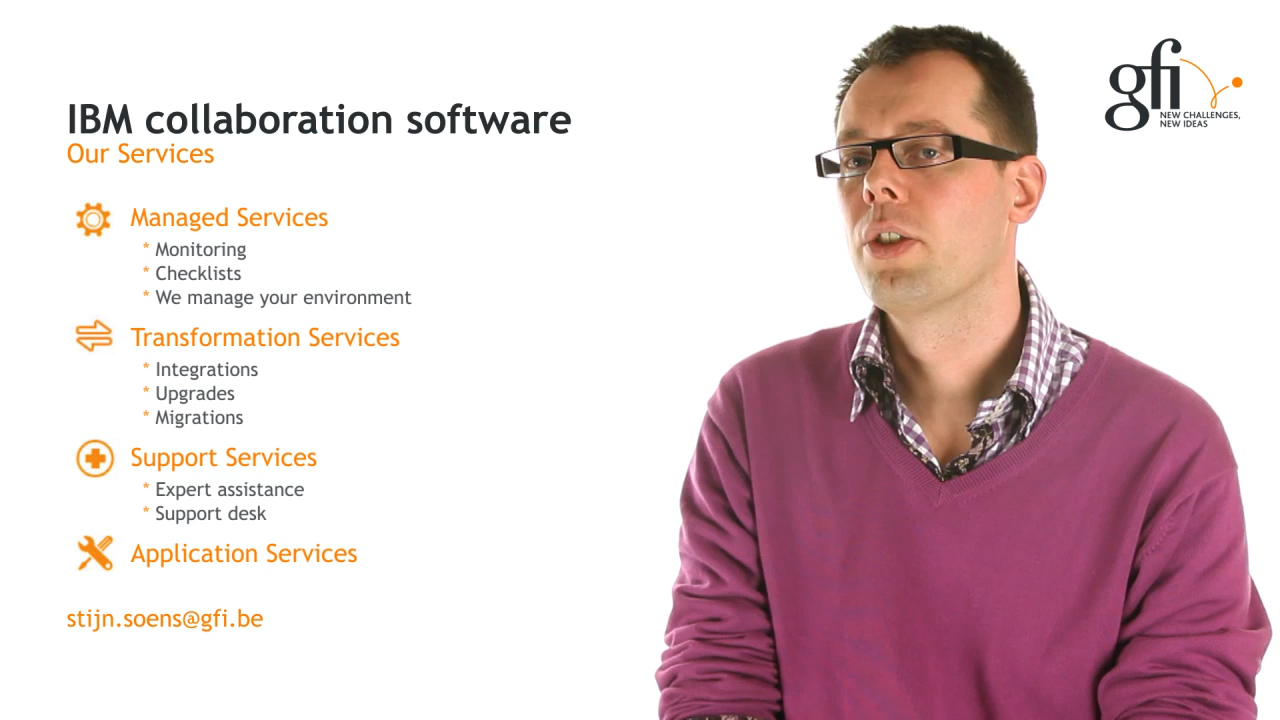 IBM collaboration software
Our Services
Managed Services
* Monitoring
* Checklists
* We manage your environment
Transformation Services
* Integrations
* Upgrades
* Migrations
Support Services
* Expert assistance
* Support desk
Application Services
stijn.soens@gfi.be
gfi
NEW CHALLENGES,
NEW IDEAS